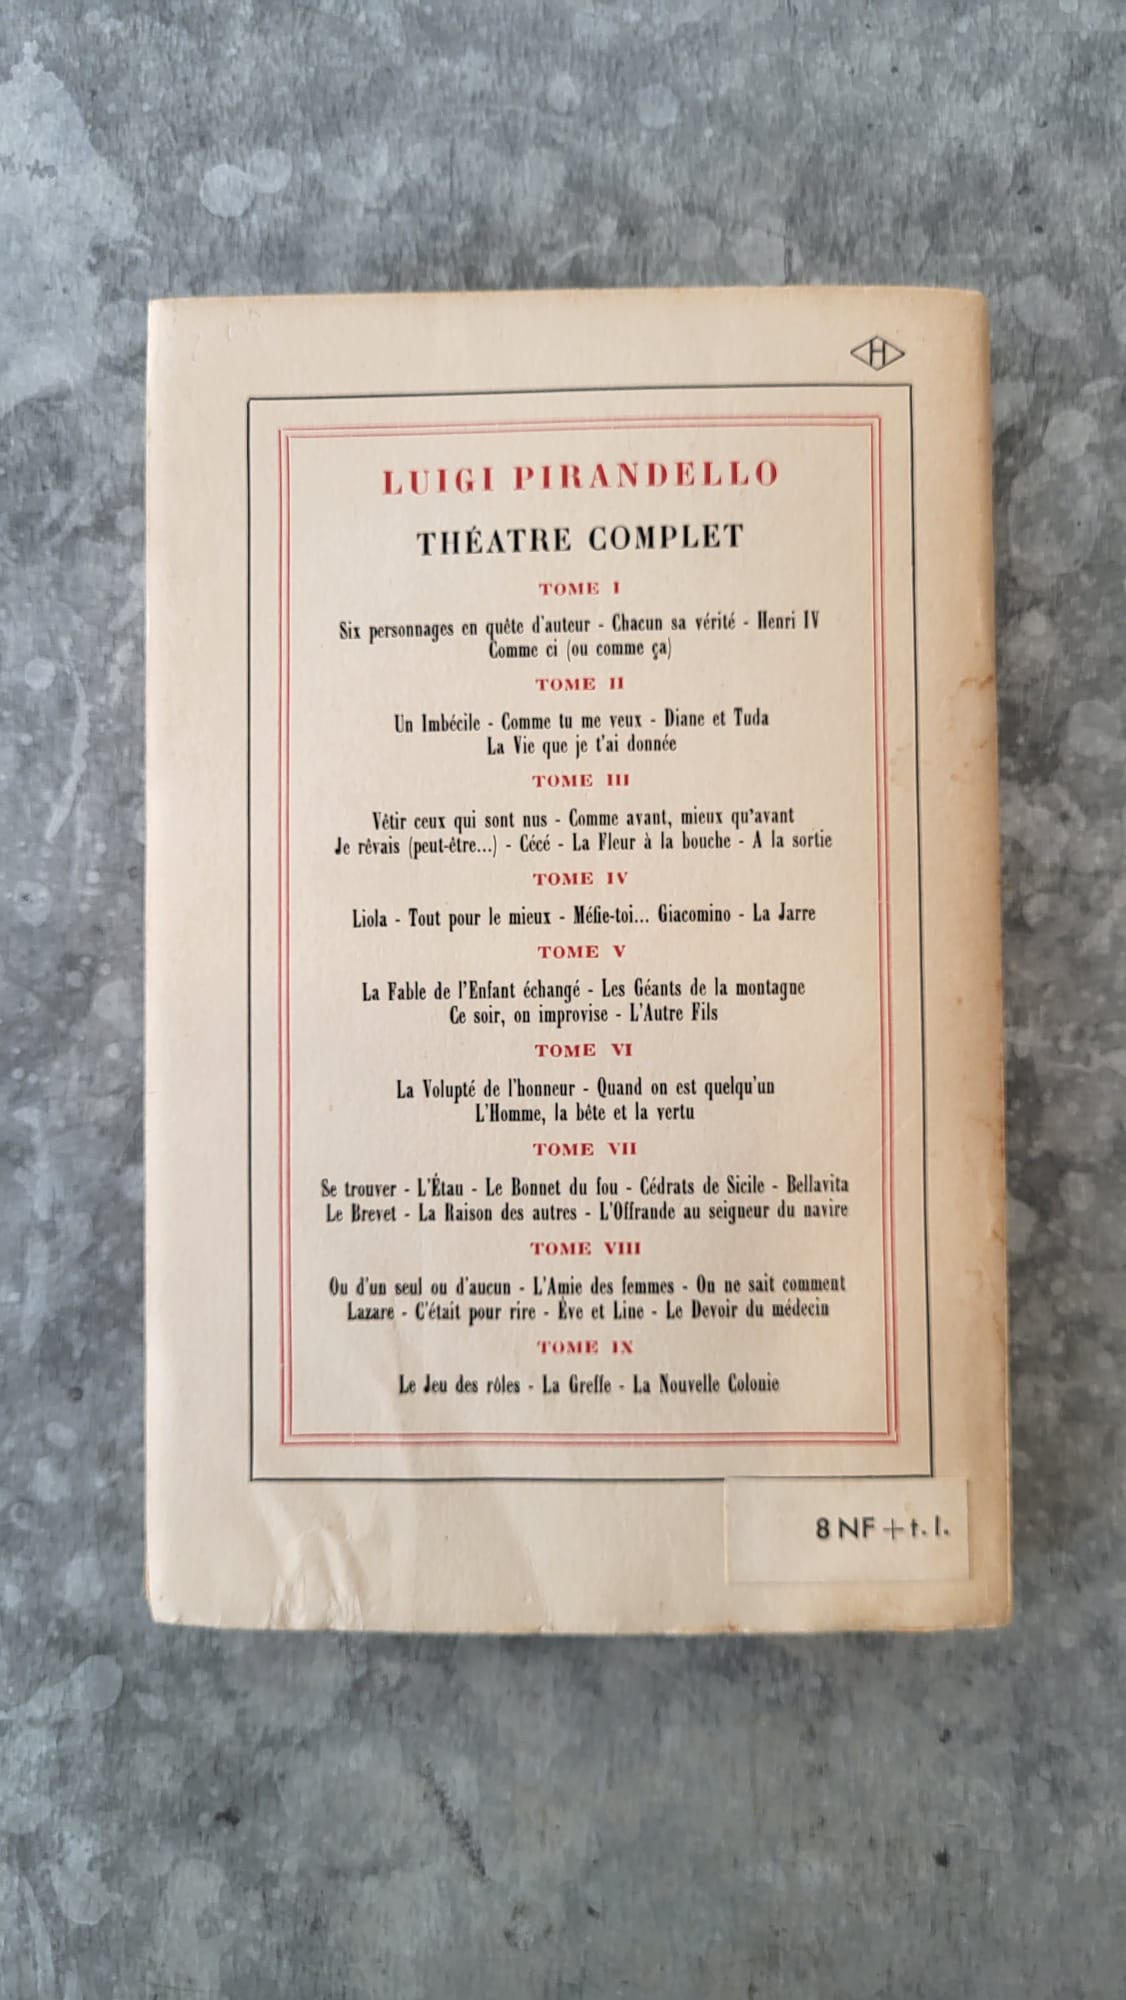 H
LUIGI PIRANDELLO
THÉATRE COMPLET
TOME I
Six personnages en quête d'auteur - Chacun sa vérité - Henri IV
Comme ci (ou comme ça)
TOME II
Un Imbécile - Comme tu me veux - Diane et Tuda
La Vie que je t'ai donnée
TOME III
Vêtir ceux qui sont nus - Comme avant, mieux qu'avant
Je rêvais (peut-être...) - Cécé - La Fleur à la bouche - A la sortie
TOME IV
Liola - Tout pour le mieux - Méfie-toi... Giacomino - La Jarre
TOME V
La Fable de l'Enfant échangé - Les Géants de la montagne
Ce soir, on improvise - L'Autre Fils
TOME VI
La Volupté de l'honneur - Quand on est quelqu'un
L'Homme, la bête et la vertu
TOME VII
Se trouver - L'Étau - Le Bonnet du fou - Cédrats de Sicile - Bellavita
Le Brevet - La Raison des autres - L'Offrande au seigneur du navire
TOME VIII
Ou d'un seul ou d'aucun - L'Amie des femmes - On ne sait comment
Lazare - C'était pour rire - Ève et Line - Le Devoir du médecin
TOME IX
Le Jeu des rôles - La Greffe - La Nouvelle Colonie
8 NF + t. l.